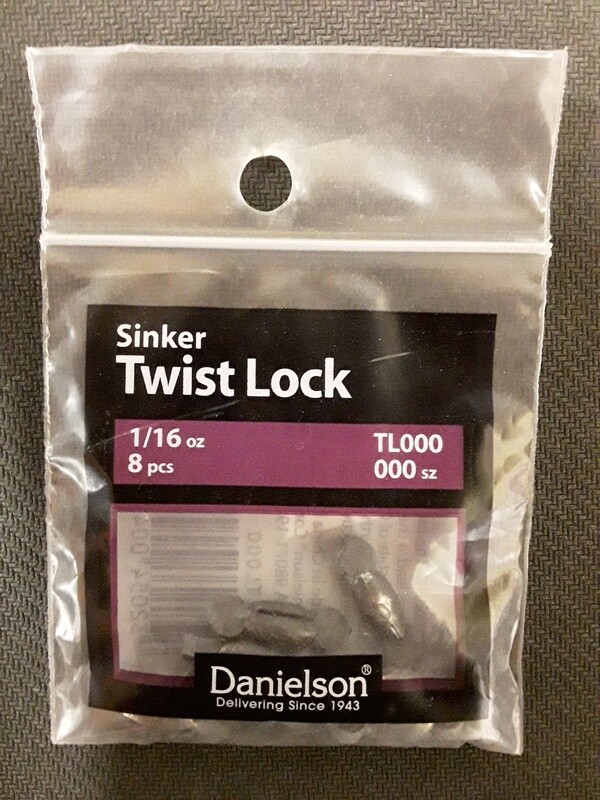 Sinker
Twist Lock
1/16 oz
8 pcs
TL000
000 sz
Danielson®
Delivering Since 1943